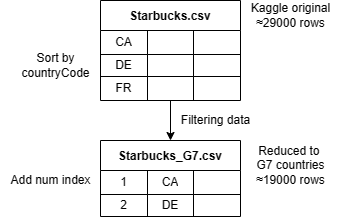 Starbucks.csv
Kaggle original
≈29000 rows
Sort by
countryCode
CA
DE
FR
Filtering data
Starbucks_G7.csv
Reduced to
G7 countries
≈19000 rows
Add num index
1 CA
2 DE